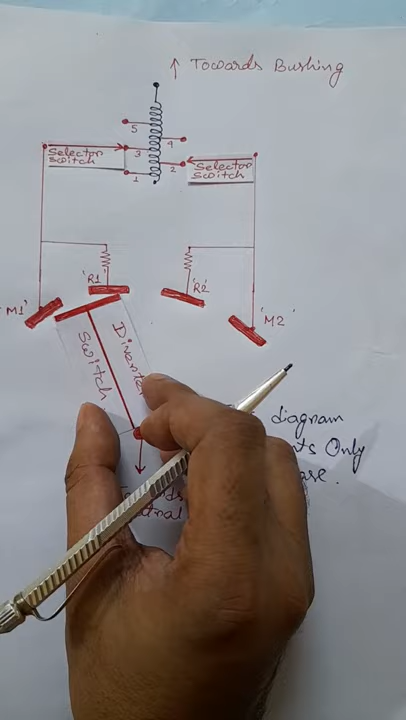 ↑ Towards Bushing
5
4
Selector
switch
3
Selector
switch
2
1
'R1'
'R2'
'M1'
'M2'
Diverter
Switch
diagram
Only